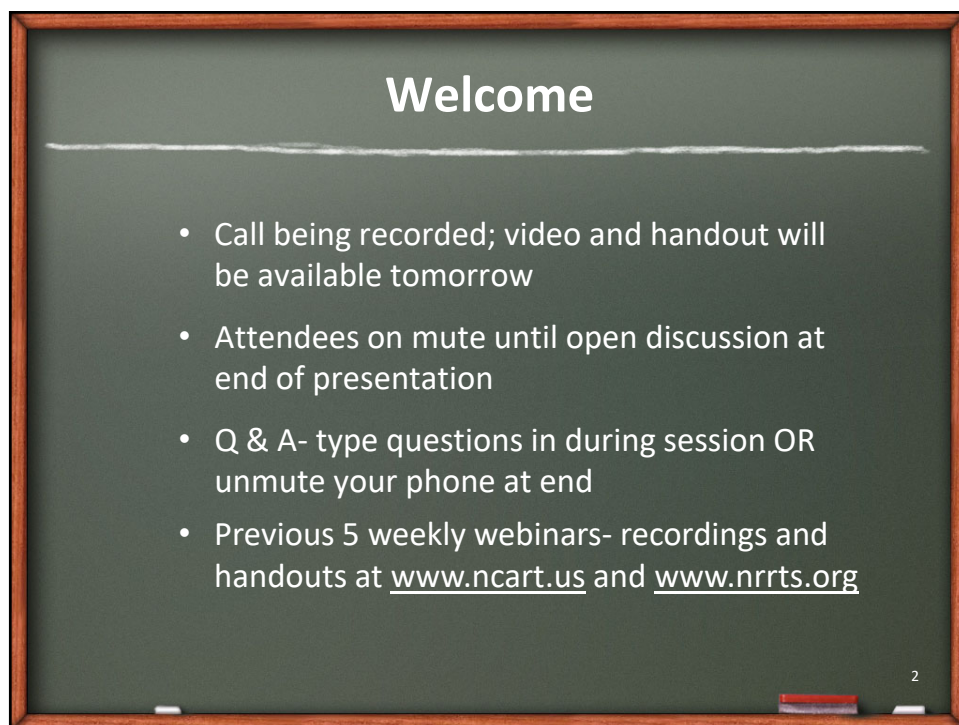 Welcome
• Call being recorded; video and handout will
be available tomorrow
• Attendees on mute until open discussion at
end of presentation
• Q & A- type questions in during session OR
unmute your phone at end
• Previous 5 weekly webinars- recordings and
handouts at www.ncart.us and www.nrrts.org
2